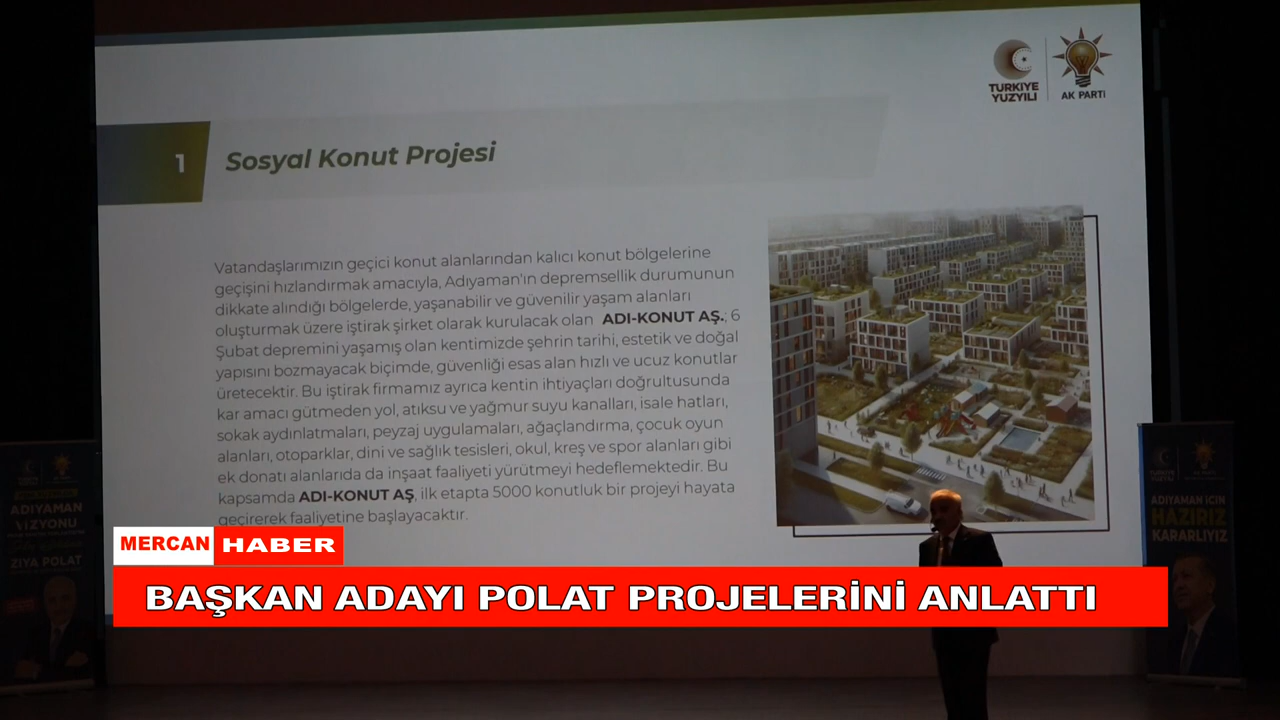 TÜRKİYE
YÜZYILI
AK PARTİ
1
Sosyal Konut Projesi
Vatandaşlarımızın geçici konut alanlarından kalıcı konut bölgelerine
geçişini hızlandırmak amacıyla, Adıyaman'ın depremsellik durumunun
dikkate alındığı bölgelerde, yaşanabilir ve güvenilir yaşam alanları
oluşturmak üzere iştirak şirket olarak kurulacak olan ADI-KONUT AŞ.; 6
Şubat depremini yaşamış olan kentimizde şehrin tarihi, estetik ve doğal
yapısını bozmayacak biçimde, güvenliği esas alan hızlı ve ucuz konutlar
üretecektir. Bu iştirak firmamız ayrıca kentin ihtiyaçları doğrultusunda
kar amacı gütmeden yol, atıksu ve yağmur suyu kanalları, isale hatları,
sokak aydınlatmaları, peyzaj uygulamaları, ağaçlandırma, çocuk oyun
alanları, otoparklar, dini ve sağlık tesisleri, okul, kreş ve spor alanları gibi
ek donatı alanlarıda da inşaat faaliyeti yürütmeyi hedeflemektedir. Bu
kapsamda ADI-KONUT AŞ, ilk etapta 5000 konutluk bir projeyi hayata
geçirerek faaliyetine başlayacaktır.
ADIYAMAN
VİZYONU
ZİYA POLAT
TÜRKİYE
YÜZYILI
AK PARTİ
ADIYAMAN İÇİN
HAZIRIZ
KARARLIYIZ
MERCAN HABER
BAŞKAN ADAYI POLAT PROJELERİNİ ANLATTI